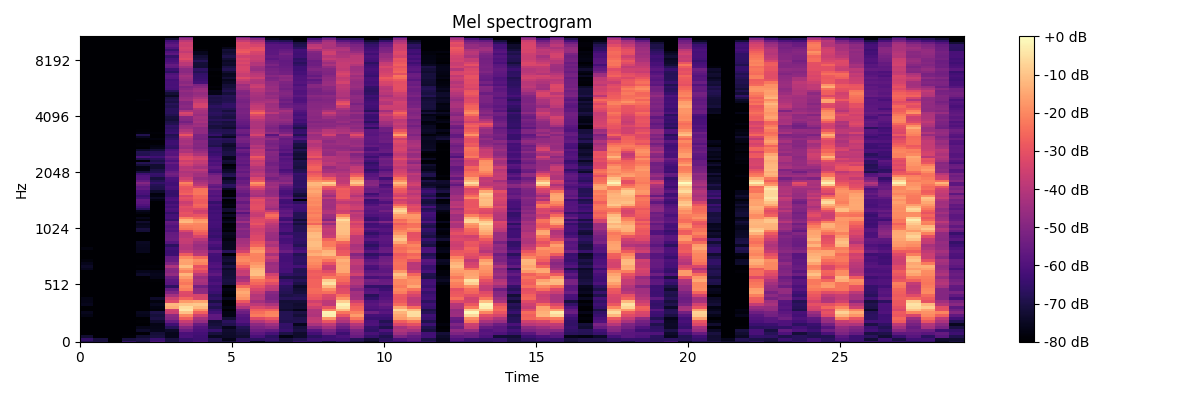 Mel spectrogram
8192
4096
2048
1024
512
0
Hz
0 5 10 15 20 25
Time
+0 dB
-10 dB
-20 dB
-30 dB
-40 dB
-50 dB
-60 dB
-70 dB
-80 dB